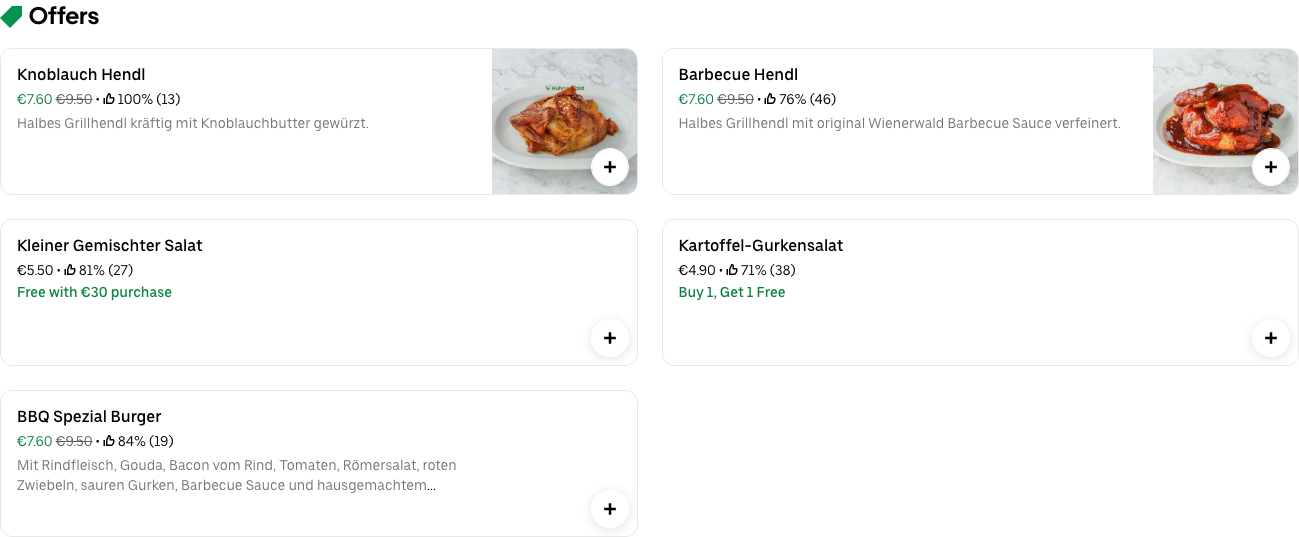 Offers
Knoblauch Hendl
€7.60 €9.50 • 100% (13)
Halbes Grillhendl kräftig mit Knoblauchbutter gewürzt.
Barbecue Hendl
€7.60 €9.50 • 76% (46)
Halbes Grillhendl mit original Wienerwald Barbecue Sauce verfeinert.
Kleiner Gemischter Salat
€5.50 • 81% (27)
Free with €30 purchase
Kartoffel-Gurkensalat
€4.90 • 71% (38)
Buy 1, Get 1 Free
BBQ Spezial Burger
€7.60 €9.50 • 84% (19)
Mit Rindfleisch, Gouda, Bacon vom Rind, Tomaten, Römersalat, roten
Zwiebeln, sauren Gurken, Barbecue Sauce und hausgemachtem...